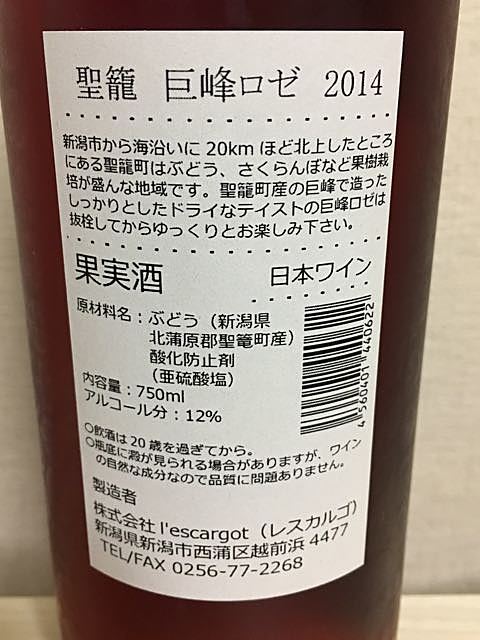 聖籠　巨峰ロゼ　2014
新潟市から海沿いに 20km ほど北上したところ
にある聖籠町はぶどう、さくらんぼなど果樹栽
培が盛んな地域です。聖籠町産の巨峰で造った
しっかりとしたドライなテイストの巨峰ロゼは
抜栓してからゆっくりとお楽しみ下さい。
果実酒　日本ワイン
原材料名：ぶどう（新潟県
北蒲原郡聖篭町産）
酸化防止剤
（亜硫酸塩）
内容量：750ml
アルコール分：12%
4 560401 440622
○飲酒は 20 歳を過ぎてから。
○瓶底に澱が見られる場合がありますが、ワイン
の自然な成分なので品質に問題ありません。
製造者
株式会社 l'escargot（レスカルゴ）
新潟県新潟市西蒲区越前浜 4477
TEL/FAX 0256-77-2268